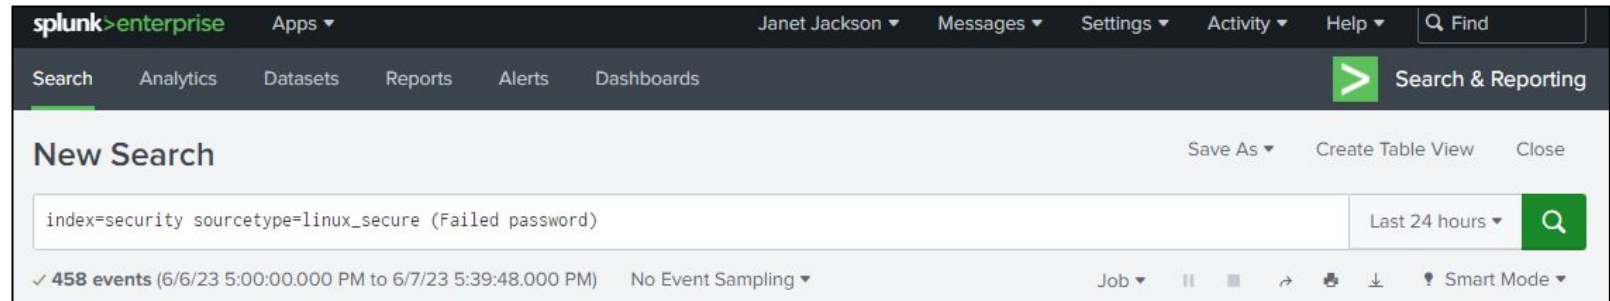 splunk>enterprise Apps Janet Jackson Messages Settings Activity Help Find
Search Analytics Datasets Reports Alerts Dashboards > Search & Reporting
New Search Save As Create Table View Close
index=security sourcetype=linux_secure (Failed password) Last 24 hours
458 events (6/6/23 5:00:00.000 PM to 6/7/23 5:39:48.000 PM) No Event Sampling Job Smart Mode